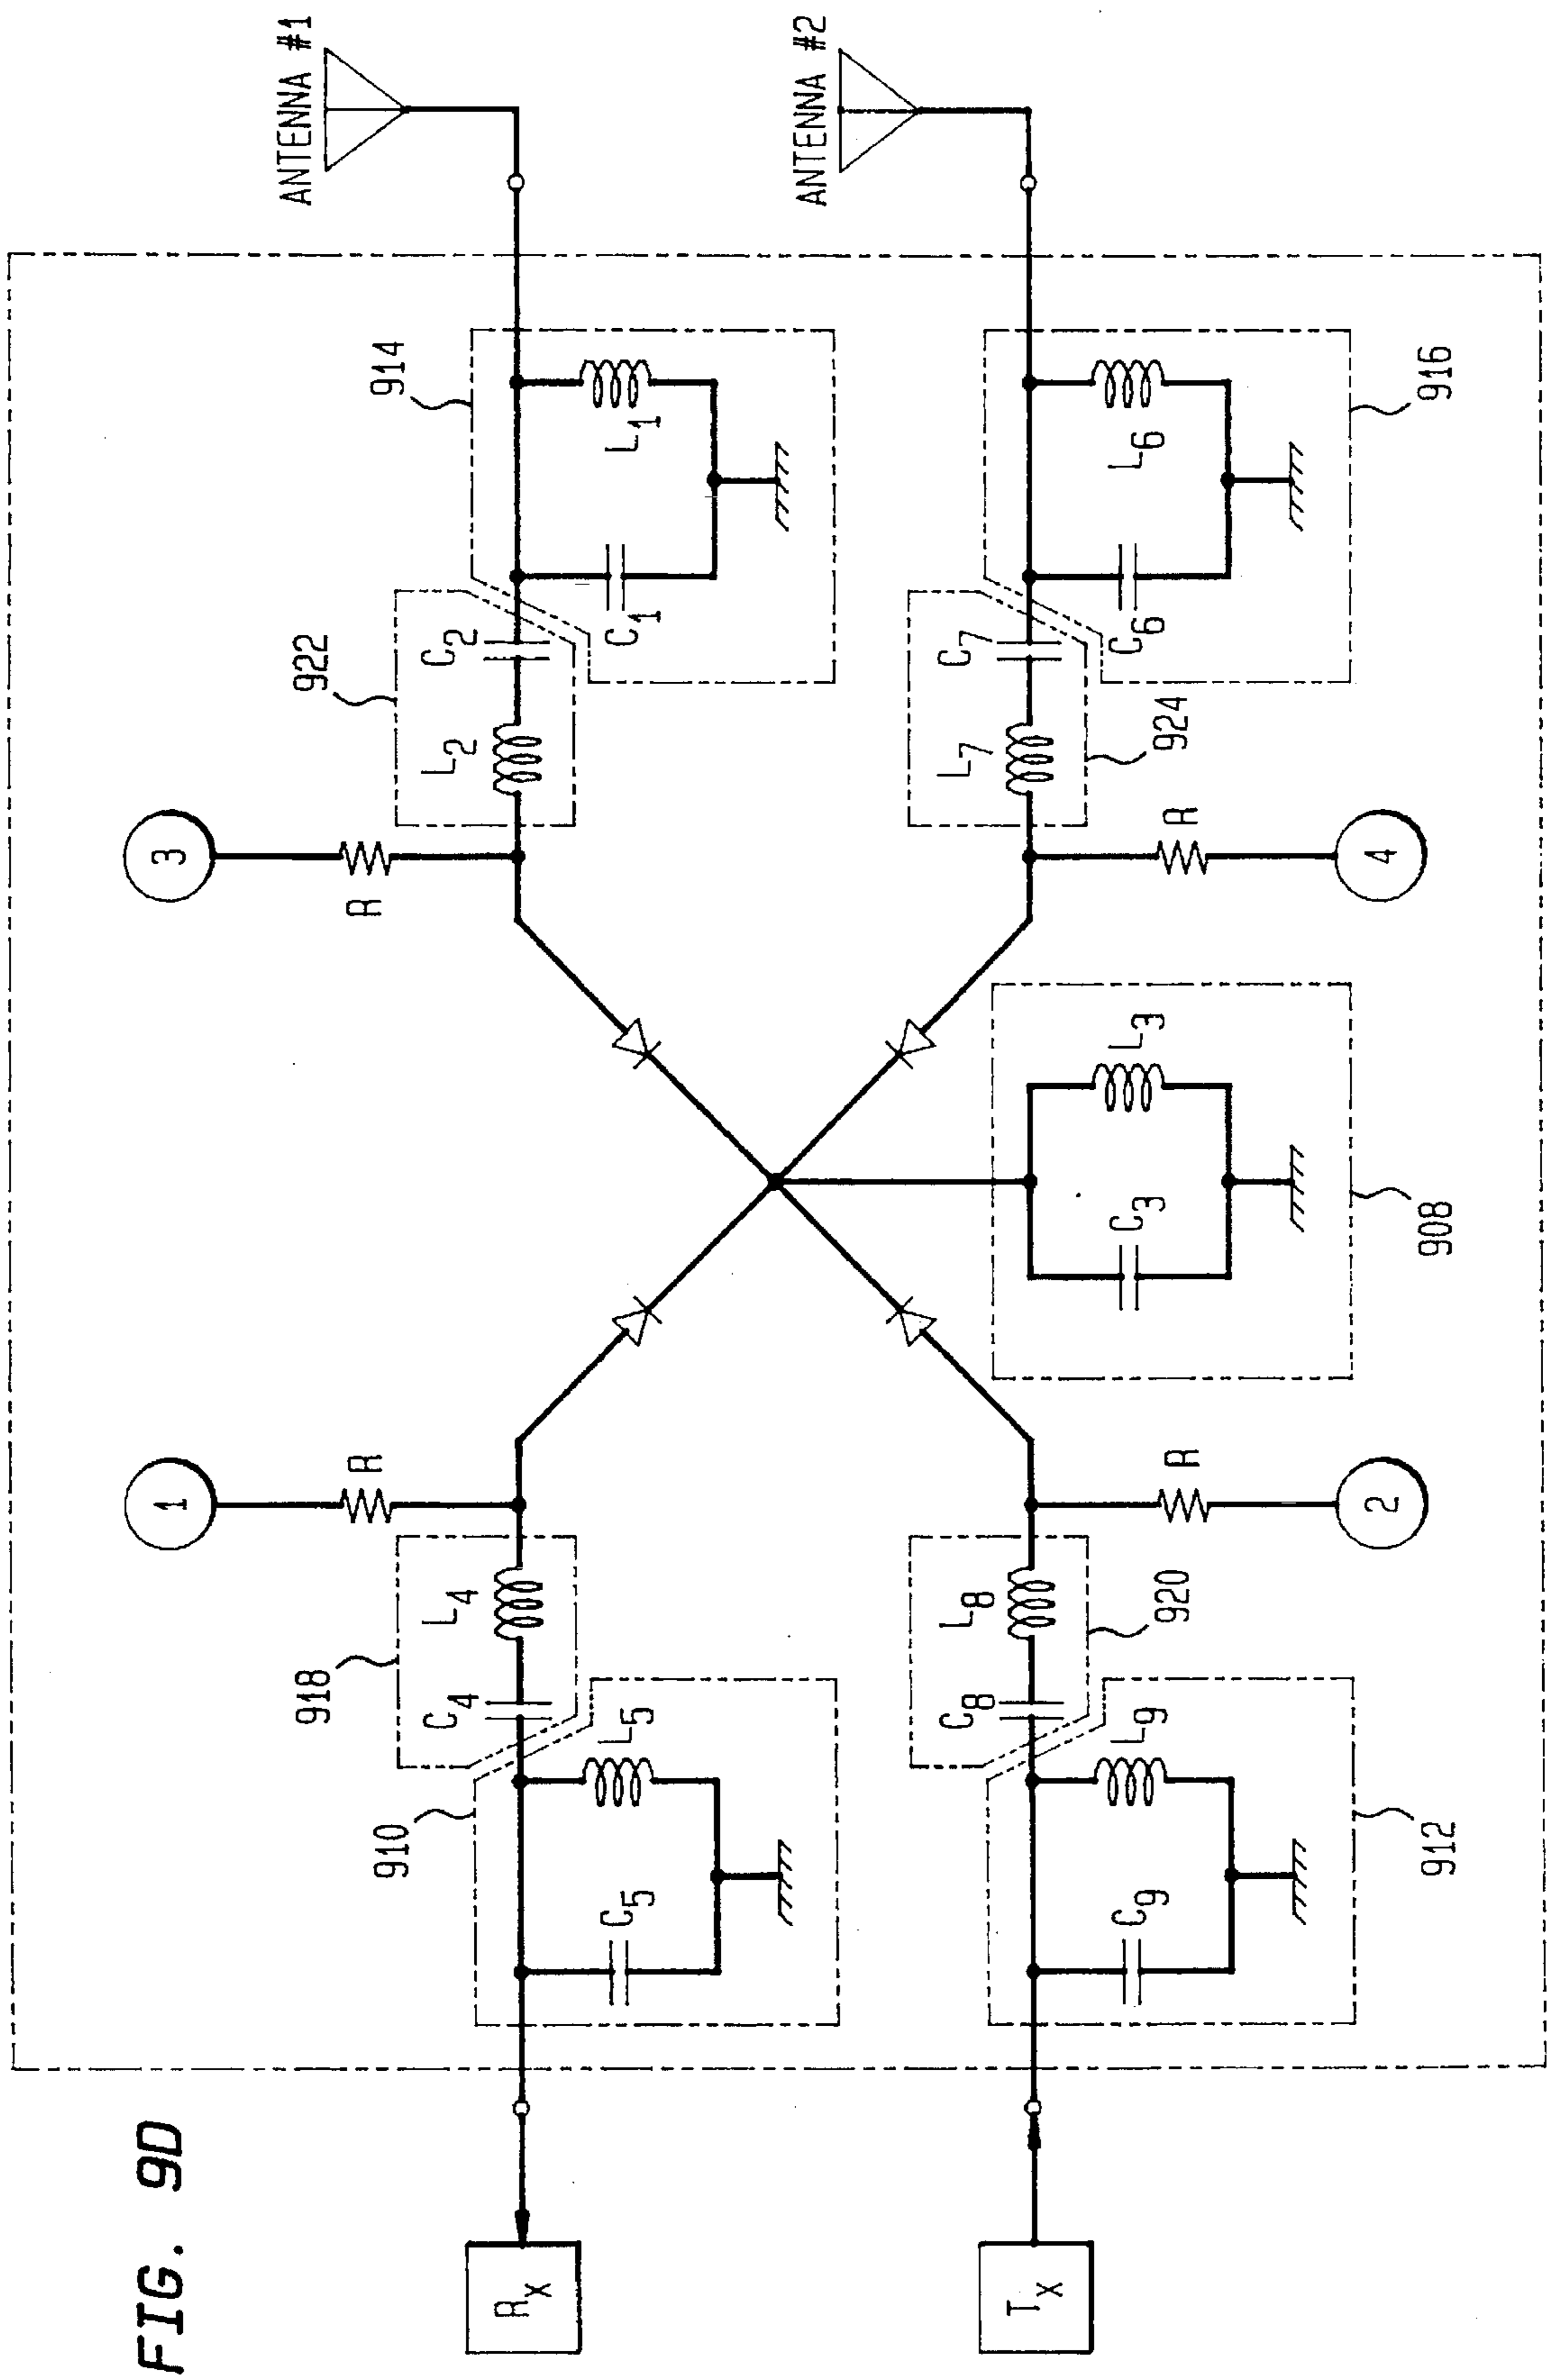 FIG. 9D
ANTENNA #1
ANTENNA #2
914
L1
C1
922
C2
L2
916
L6
C6
924
C7
L7
3
R
4
R
908
L3
C3
1
R
2
R
918
L4
C4
920
L8
C8
910
L5
C5
912
L9
C9
RX
TX